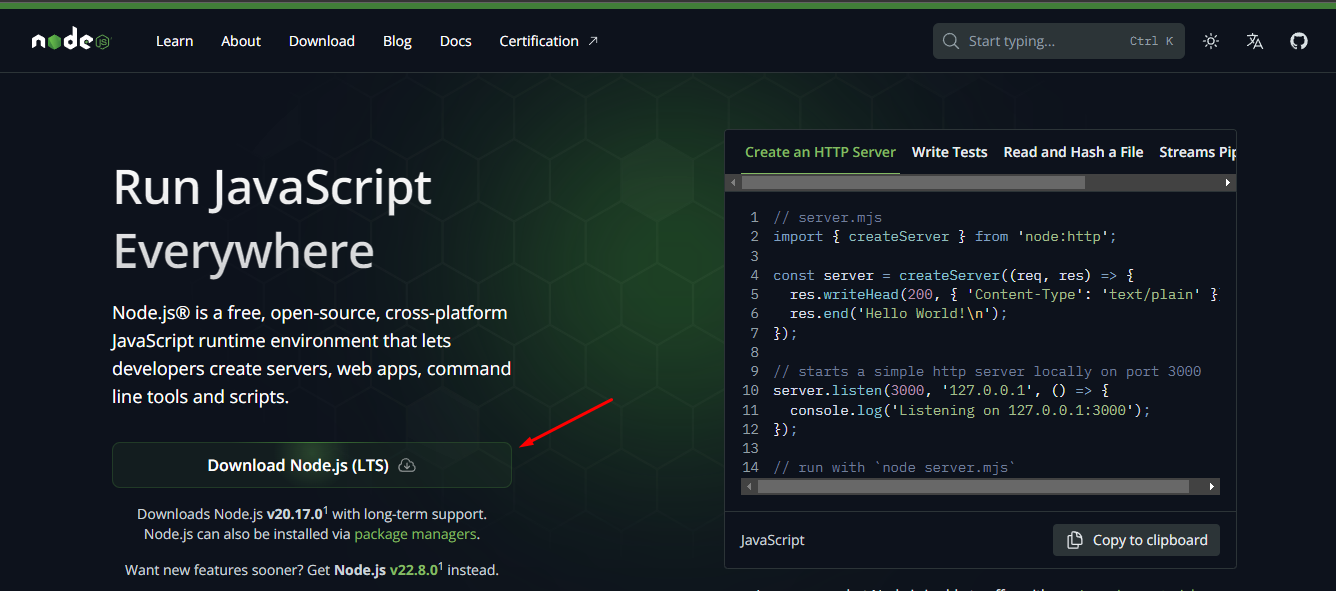 node JS
Learn About Download Blog Docs Certification ↗
Start typing... Ctrl K
Run JavaScript
Everywhere
Node.js® is a free, open-source, cross-platform
JavaScript runtime environment that lets
developers create servers, web apps, command
line tools and scripts.
Download Node.js (LTS)
Downloads Node.js v20.17.0¹ with long-term support.
Node.js can also be installed via package managers.
Want new features sooner? Get Node.js v22.8.0¹ instead.
Create an HTTP Server Write Tests Read and Hash a File Streams Pip
1 // server.mjs
2 import { createServer } from 'node:http';
3
4 const server = createServer((req, res) => {
5   res.writeHead(200, { 'Content-Type': 'text/plain' }
6   res.end('Hello World!\n');
7 });
8
9 // starts a simple http server locally on port 3000
10 server.listen(3000, '127.0.0.1', () => {
11   console.log('Listening on 127.0.0.1:3000');
12 });
13
14 // run with `node server.mjs`
JavaScript Copy to clipboard